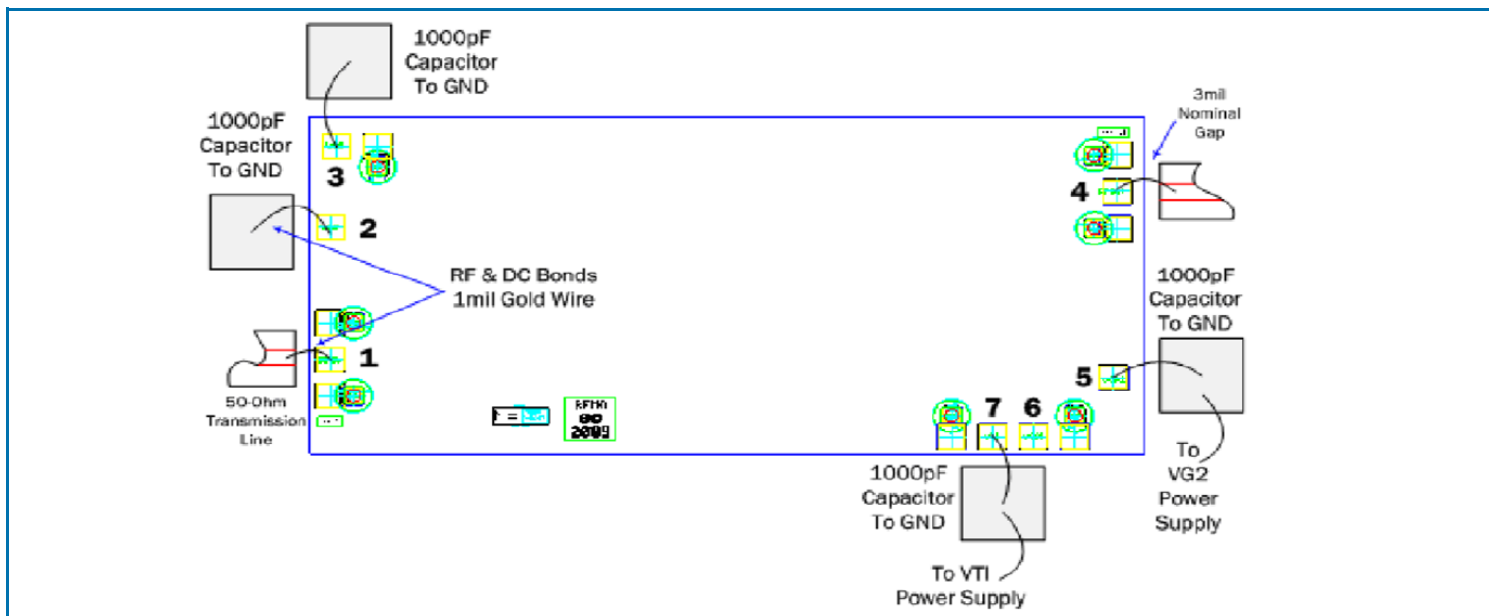 1000pF
Capacitor
To GND
1000pF
Capacitor
To GND
3
2
RF & DC Bonds
1mil Gold Wire
1
50-Ohm
Transmission
Line
3mil
Nominal
Gap
4
1000pF
Capacitor
To GND
5
7 6
2009
To
VG2
Power
Supply
1000pF
Capacitor
To GND
To VTI
Power Supply